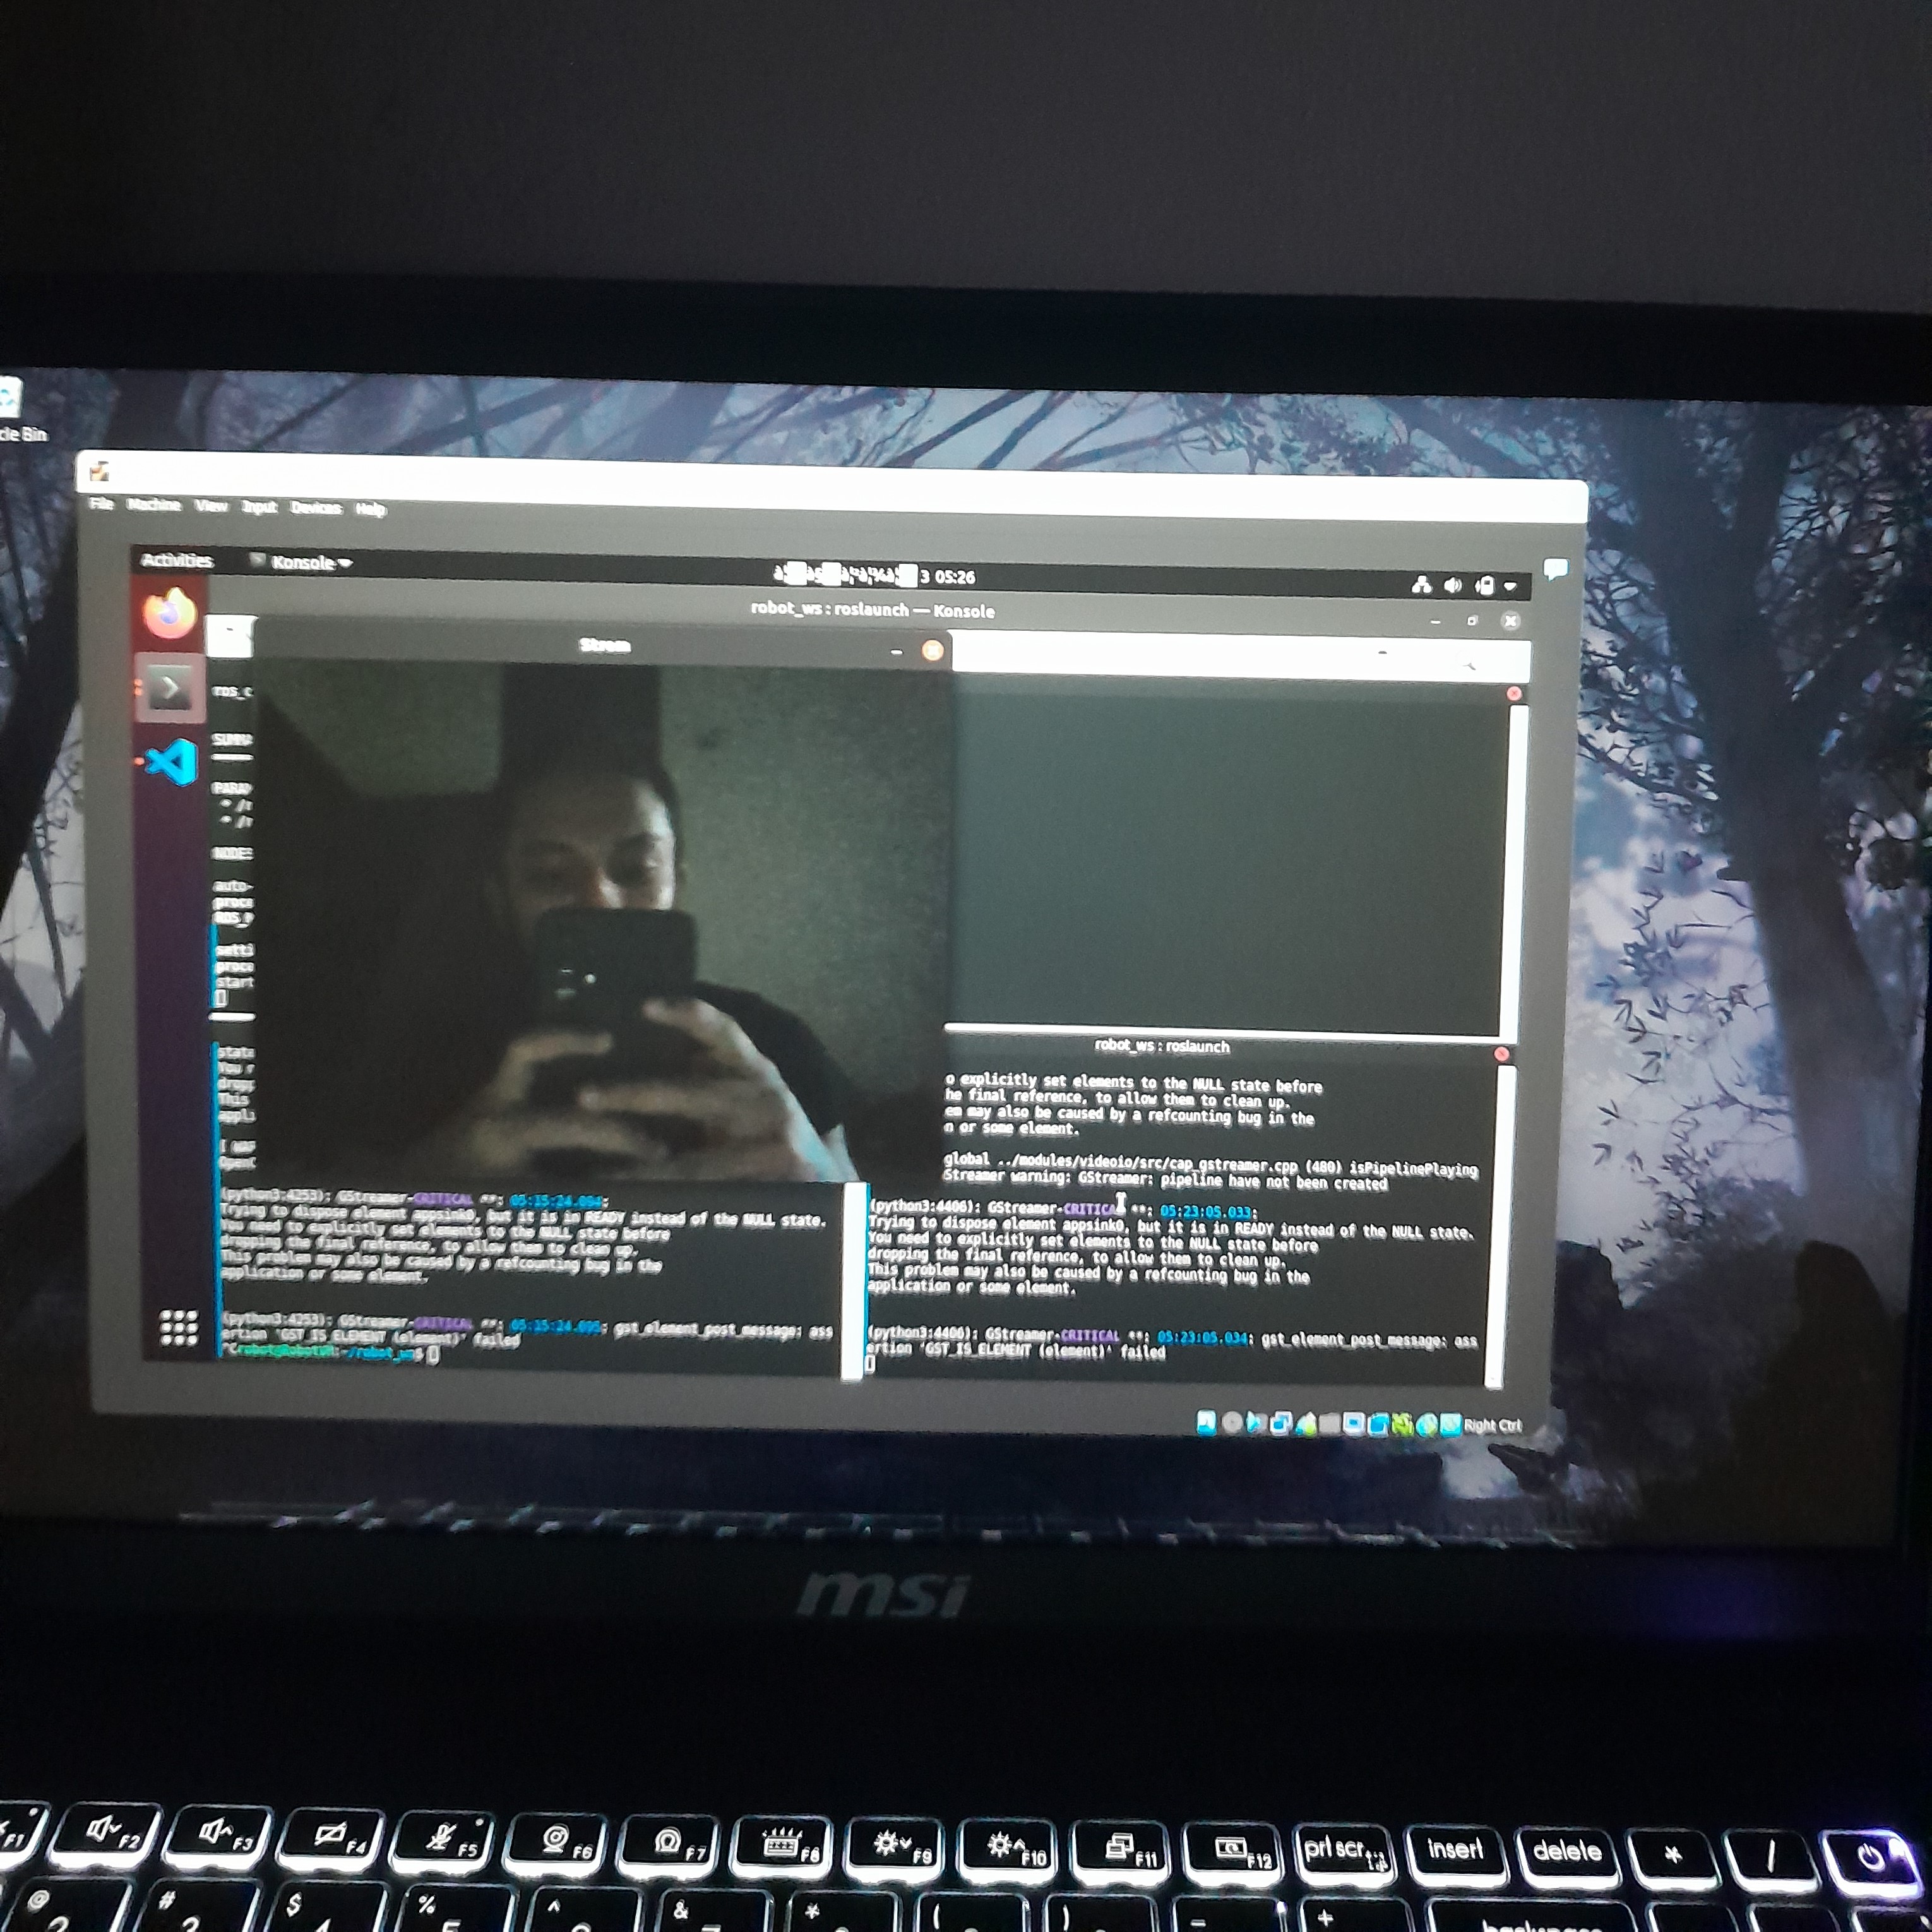 cle Bin
File Machine View Input Devices Help
Activities
Konsole
3 05:26
robot_ws : roslaunch — Konsole
Strom
ros_c
SUMM
PARA
* /r
* /r
NODES
auto-
proce
ROS_M
setti
proce
start
robot_ws : roslaunch
state
You r
dropp
This
appli
o explicitly set elements to the NULL state before
he final reference, to allow them to clean up.
em may also be caused by a refcounting bug in the
n or some element.
global ../modules/videoio/src/cap_gstreamer.cpp (480) isPipelinePlaying
Streamer warning: GStreamer: pipeline have not been created
(python3:4253): GStreamer-CRITICAL **: 05:15:24.094:
Trying to dispose element appsink0, but it is in READY instead of the NULL state.
You need to explicitly set elements to the NULL state before
dropping the final reference, to allow them to clean up.
This problem may also be caused by a refcounting bug in the
application or some element.
(python3:4253): GStreamer-CRITICAL **: 05:15:24.095: gst_element_post_message: ass
ertion 'GST_IS_ELEMENT (element)' failed
^Crobot@RobotVM:~/robot_ws$
(python3:4406): GStreamer-CRITICAL **: 05:23:05.033:
Trying to dispose element appsink0, but it is in READY instead of the NULL state.
You need to explicitly set elements to the NULL state before
dropping the final reference, to allow them to clean up.
This problem may also be caused by a refcounting bug in the
application or some element.
(python3:4406): GStreamer-CRITICAL **: 05:23:05.034: gst_element_post_message: ass
ertion 'GST_IS_ELEMENT (element)' failed
Right Ctrl
msi
F1 F2 F3 F4 F5 F6 F7 F8 F9 F10 F11 F12 prt scr insert delete * /
@ # $ % ^ & * ( ) _ +
2 3 4 5 backspace